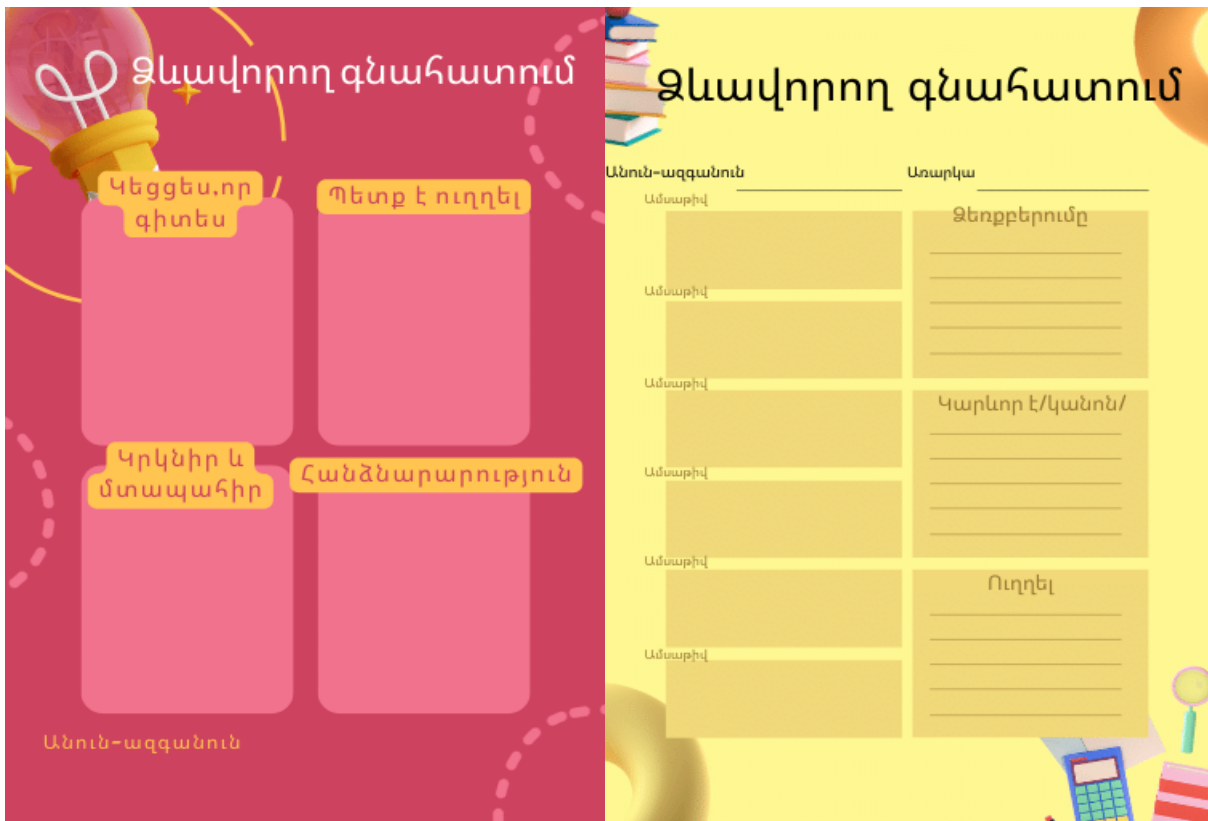 Ձևավորող գնահատում
Կեցցես,որ
գիտես
Պետք է ուղղել
Կրկնիր և
մտապահիր
Հանձնարարություն
Անուն-ազգանուն
Ձևավորող գնահատում
Անուն-ազգանուն
Առարկա
Ամսաթիվ
Ամսաթիվ
Ամսաթիվ
Ամսաթիվ
Ամսաթիվ
Ամսաթիվ
Ձեռքբերումը
Կարևոր է/կանոն/
Ուղղել